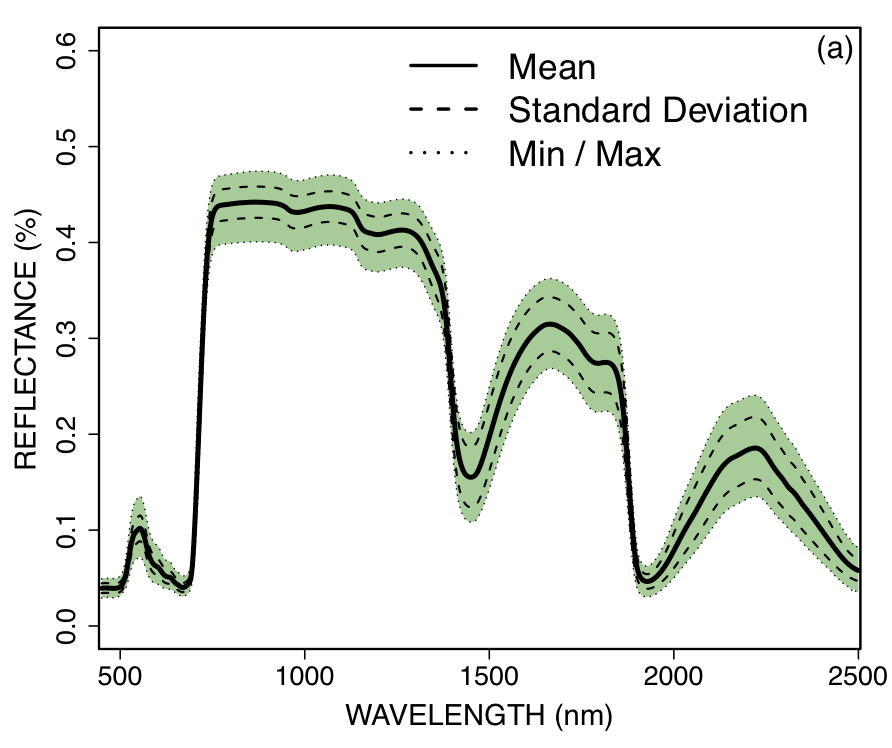 (a)
Mean
Standard Deviation
Min / Max
REFLECTANCE (%)
0.6
0.5
0.4
0.3
0.2
0.1
0.0
500 1000 1500 2000 2500
WAVELENGTH (nm)